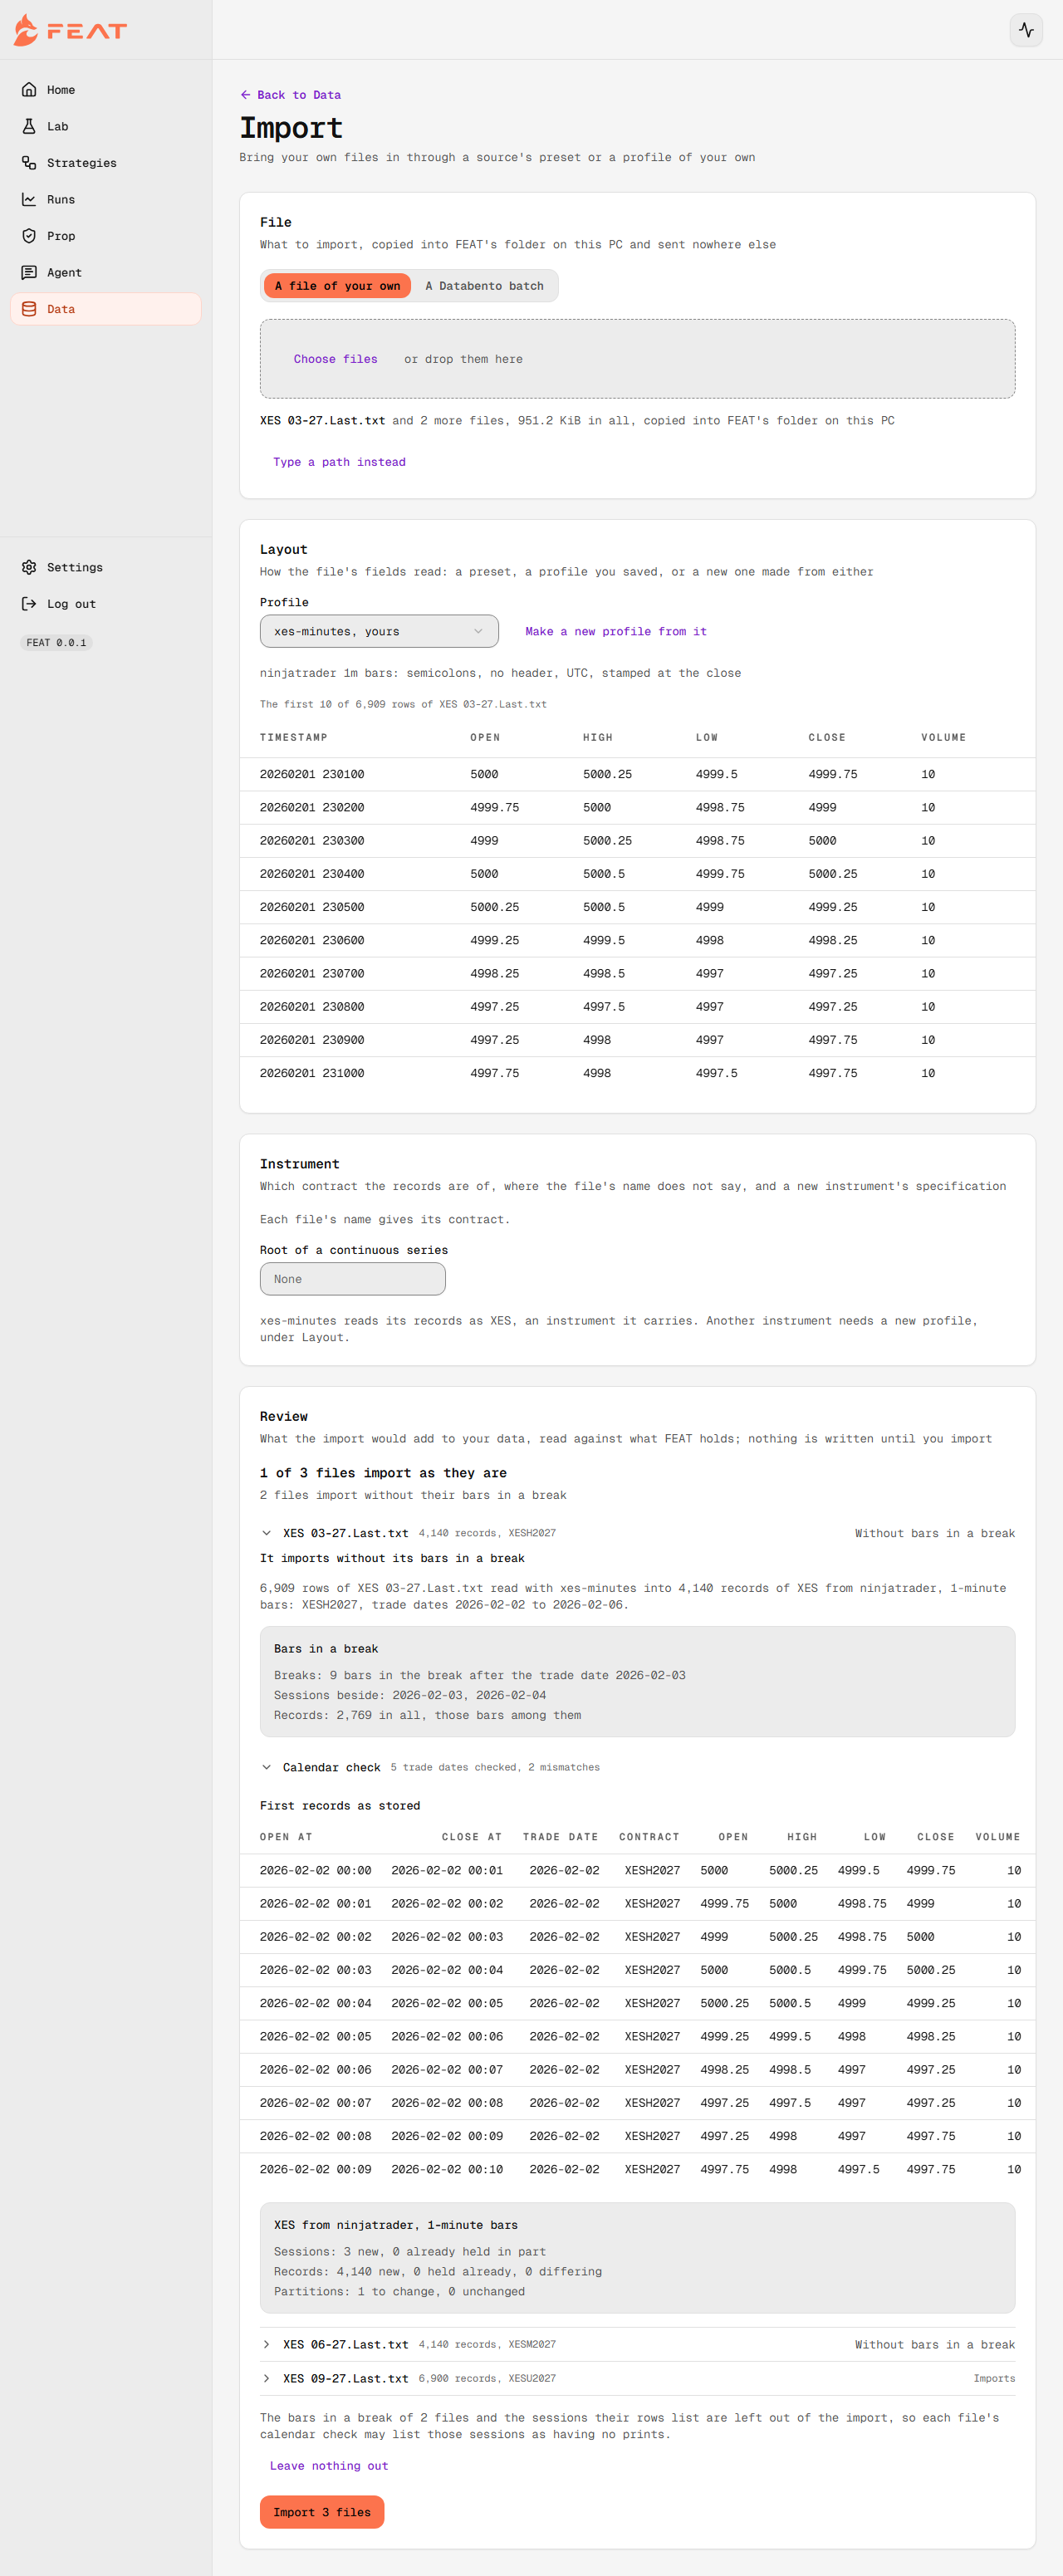 FEAT
Home
Lab
Strategies
Runs
Prop
Agent
Data
Settings
Log out
FEAT 0.0.1
Back to Data
Import
Bring your own files in through a source's preset or a profile of your own
File
What to import, copied into FEAT's folder on this PC and sent nowhere else
A file of your own A Databento batch
Choose files or drop them here
XES 03-27.Last.txt and 2 more files, 951.2 KiB in all, copied into FEAT's folder on this PC
Type a path instead
Layout
How the file's fields read: a preset, a profile you saved, or a new one made from either
Profile
xes-minutes, yours Make a new profile from it
ninjatrader 1m bars: semicolons, no header, UTC, stamped at the close
The first 10 of 6,909 rows of XES 03-27.Last.txt
TIMESTAMP OPEN HIGH LOW CLOSE VOLUME
20260201 230100 5000 5000.25 4999.5 4999.75 10
20260201 230200 4999.75 5000 4998.75 4999 10
20260201 230300 4999 5000.25 4998.75 5000 10
20260201 230400 5000 5000.5 4999.75 5000.25 10
20260201 230500 5000.25 5000.5 4999 4999.25 10
20260201 230600 4999.25 4999.5 4998 4998.25 10
20260201 230700 4998.25 4998.5 4997 4997.25 10
20260201 230800 4997.25 4997.5 4997 4997.25 10
20260201 230900 4997.25 4998 4997 4997.75 10
20260201 231000 4997.75 4998 4997.5 4997.75 10
Instrument
Which contract the records are of, where the file's name does not say, and a new instrument's specification
Each file's name gives its contract.
Root of a continuous series
None
xes-minutes reads its records as XES, an instrument it carries. Another instrument needs a new profile,
under Layout.
Review
What the import would add to your data, read against what FEAT holds; nothing is written until you import
1 of 3 files import as they are
2 files import without their bars in a break
XES 03-27.Last.txt 4,140 records, XESH2027 Without bars in a break
It imports without its bars in a break
6,909 rows of XES 03-27.Last.txt read with xes-minutes into 4,140 records of XES from ninjatrader, 1-minute
bars: XESH2027, trade dates 2026-02-02 to 2026-02-06.
Bars in a break
Breaks: 9 bars in the break after the trade date 2026-02-03
Sessions beside: 2026-02-03, 2026-02-04
Records: 2,769 in all, those bars among them
Calendar check 5 trade dates checked, 2 mismatches
First records as stored
OPEN AT CLOSE AT TRADE DATE CONTRACT OPEN HIGH LOW CLOSE VOLUME
2026-02-02 00:00 2026-02-02 00:01 2026-02-02 XESH2027 5000 5000.25 4999.5 4999.75 10
2026-02-02 00:01 2026-02-02 00:02 2026-02-02 XESH2027 4999.75 5000 4998.75 4999 10
2026-02-02 00:02 2026-02-02 00:03 2026-02-02 XESH2027 4999 5000.25 4998.75 5000 10
2026-02-02 00:03 2026-02-02 00:04 2026-02-02 XESH2027 5000 5000.5 4999.75 5000.25 10
2026-02-02 00:04 2026-02-02 00:05 2026-02-02 XESH2027 5000.25 5000.5 4999 4999.25 10
2026-02-02 00:05 2026-02-02 00:06 2026-02-02 XESH2027 4999.25 4999.5 4998 4998.25 10
2026-02-02 00:06 2026-02-02 00:07 2026-02-02 XESH2027 4998.25 4998.5 4997 4997.25 10
2026-02-02 00:07 2026-02-02 00:08 2026-02-02 XESH2027 4997.25 4997.5 4997 4997.25 10
2026-02-02 00:08 2026-02-02 00:09 2026-02-02 XESH2027 4997.25 4998 4997 4997.75 10
2026-02-02 00:09 2026-02-02 00:10 2026-02-02 XESH2027 4997.75 4998 4997.5 4997.75 10
XES from ninjatrader, 1-minute bars
Sessions: 3 new, 0 already held in part
Records: 4,140 new, 0 held already, 0 differing
Partitions: 1 to change, 0 unchanged
XES 06-27.Last.txt 4,140 records, XESM2027 Without bars in a break
XES 09-27.Last.txt 6,900 records, XESU2027 Imports
The bars in a break of 2 files and the sessions their rows list are left out of the import, so each file's
calendar check may list those sessions as having no prints.
Leave nothing out
Import 3 files